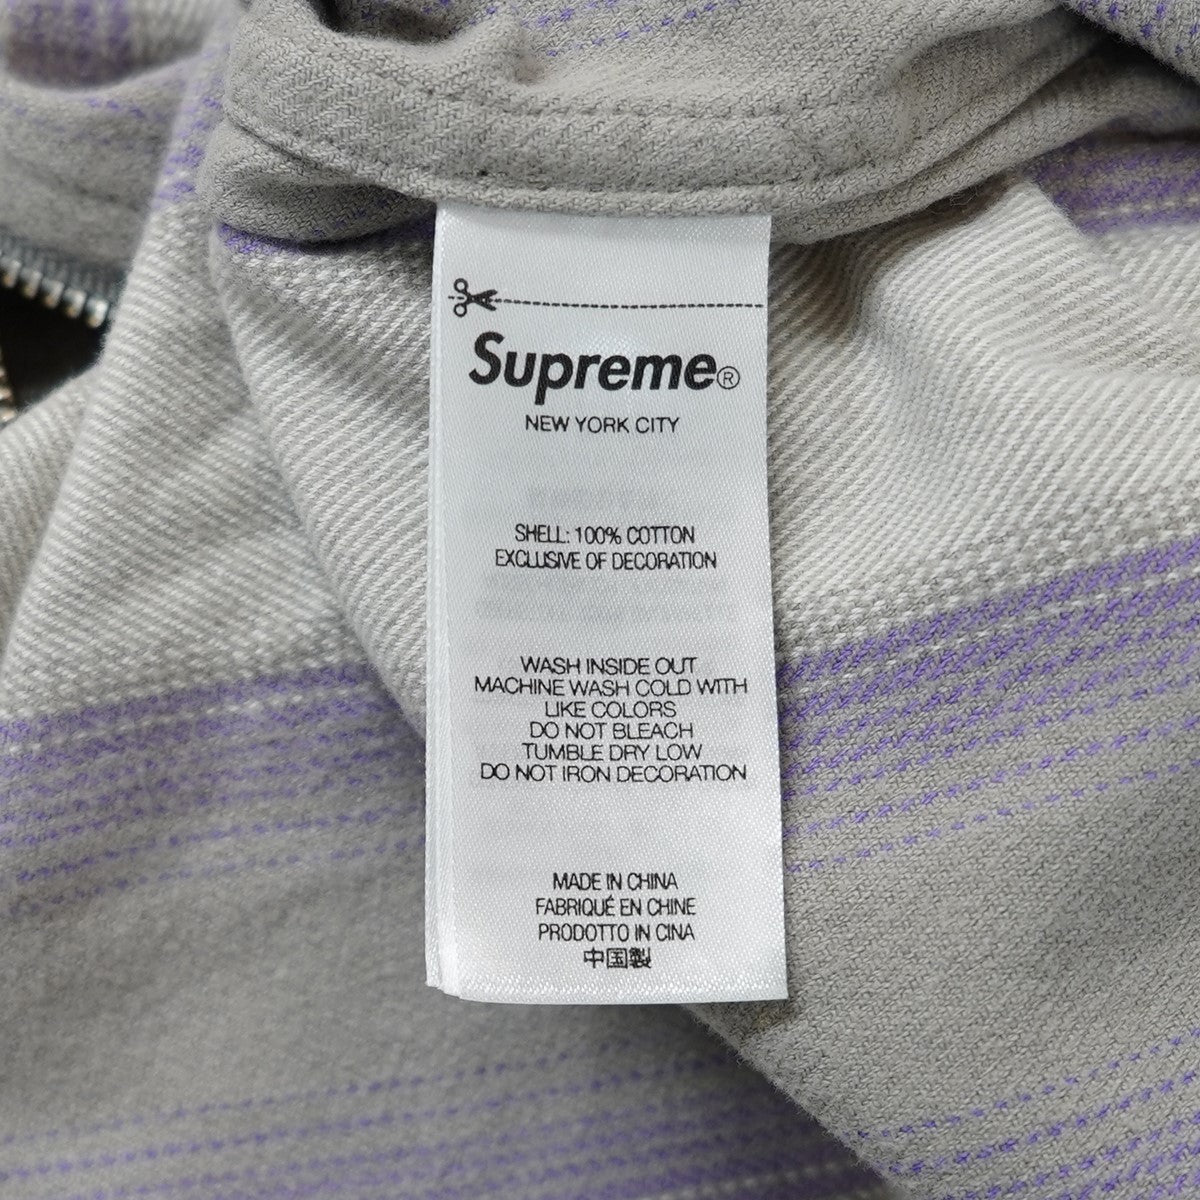 Supreme®
NEW YORK CITY
SHELL: 100% COTTON
EXCLUSIVE OF DECORATION
WASH INSIDE OUT
MACHINE WASH COLD WITH
LIKE COLORS
DO NOT BLEACH
TUMBLE DRY LOW
DO NOT IRON DECORATION
MADE IN CHINA
FABRIQUÉ EN CHINE
PRODOTTO IN CINA
中国製